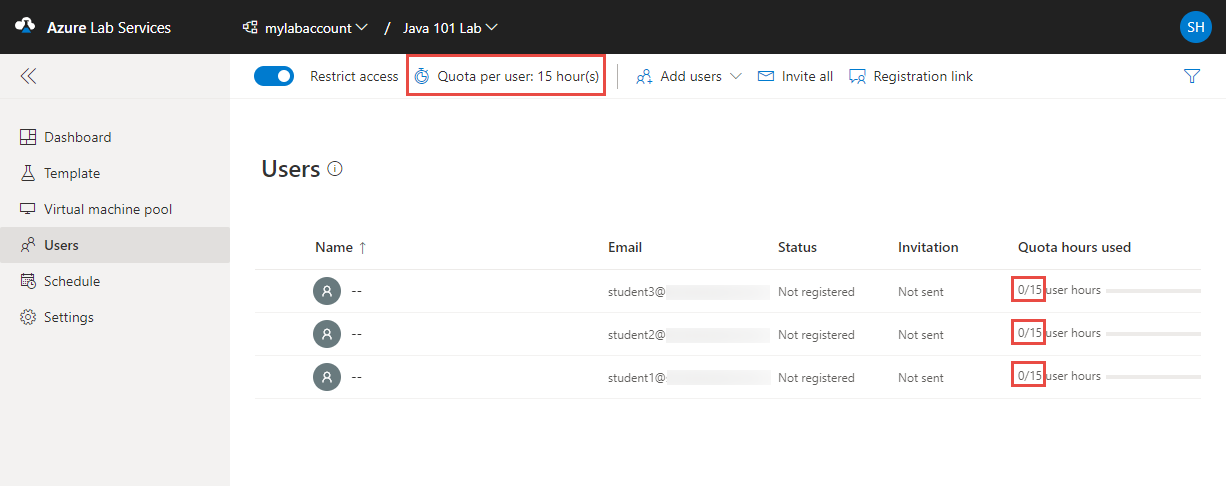 Azure Lab Services mylabaccount / Java 101 Lab SH
Restrict access Quota per user: 15 hour(s) Add users Invite all Registration link
Dashboard
Template
Virtual machine pool
Users
Schedule
Settings
Users
Name ↑ Email Status Invitation Quota hours used
-- student3@ Not registered Not sent 0/15 user hours
-- student2@ Not registered Not sent 0/15 user hours
-- student1@ Not registered Not sent 0/15 user hours